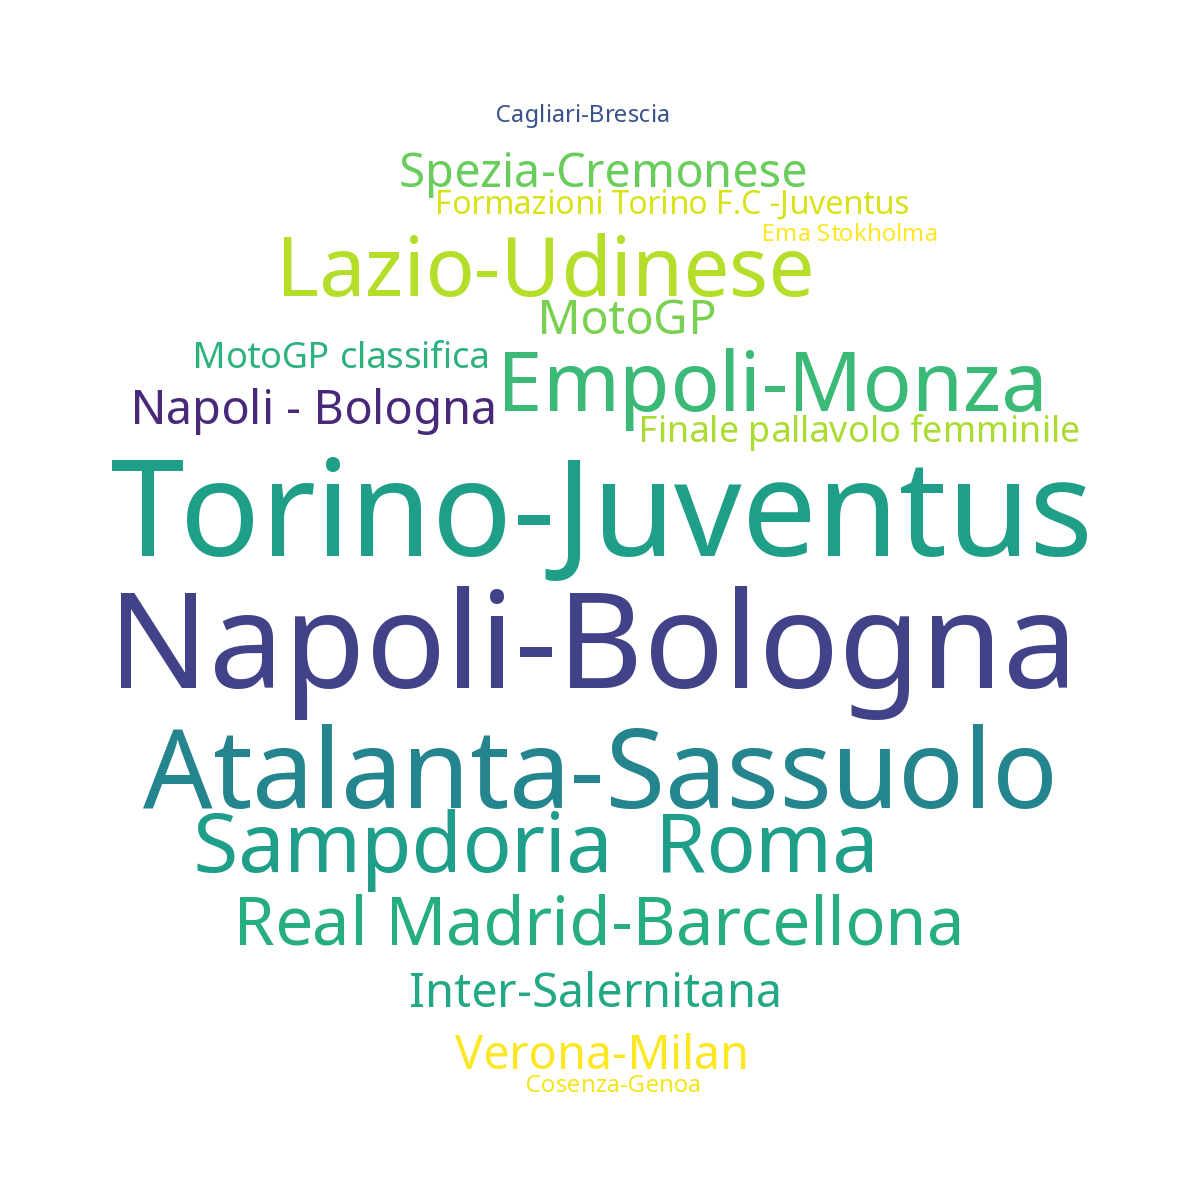 Cagliari-Brescia
Spezia-Cremonese
Formazioni Torino F.C -Juventus
Ema Stokholma
Lazio-Udinese
MotoGP
MotoGP classifica
Empoli-Monza
Napoli - Bologna
Finale pallavolo femminile
Torino-Juventus
Napoli-Bologna
Atalanta-Sassuolo
Sampdoria Roma
Real Madrid-Barcellona
Inter-Salernitana
Verona-Milan
Cosenza-Genoa